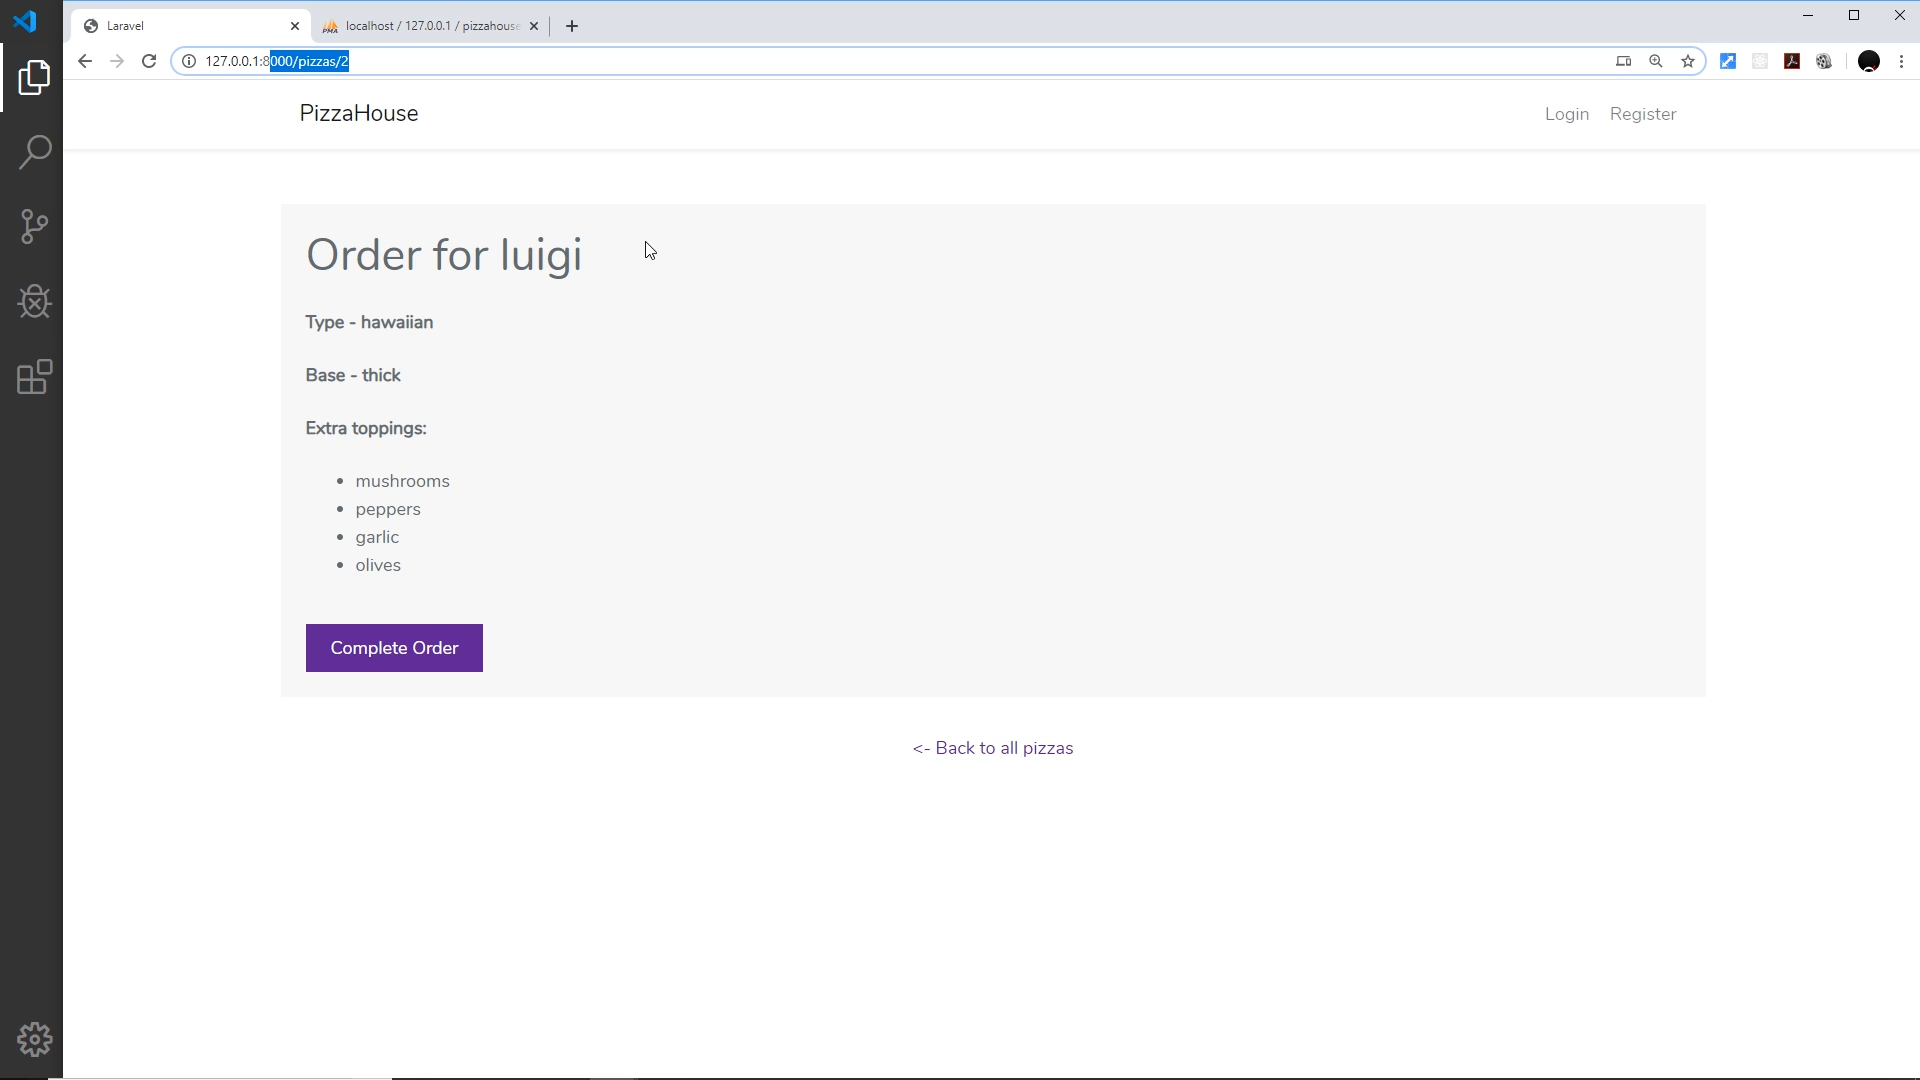 Laravel
localhost / 127.0.0.1 / pizzahouse
127.0.0.1:8000/pizzas/2
PizzaHouse
Login
Register
Order for luigi
Type - hawaiian
Base - thick
Extra toppings:
• mushrooms
• peppers
• garlic
• olives
Complete Order
<- Back to all pizzas